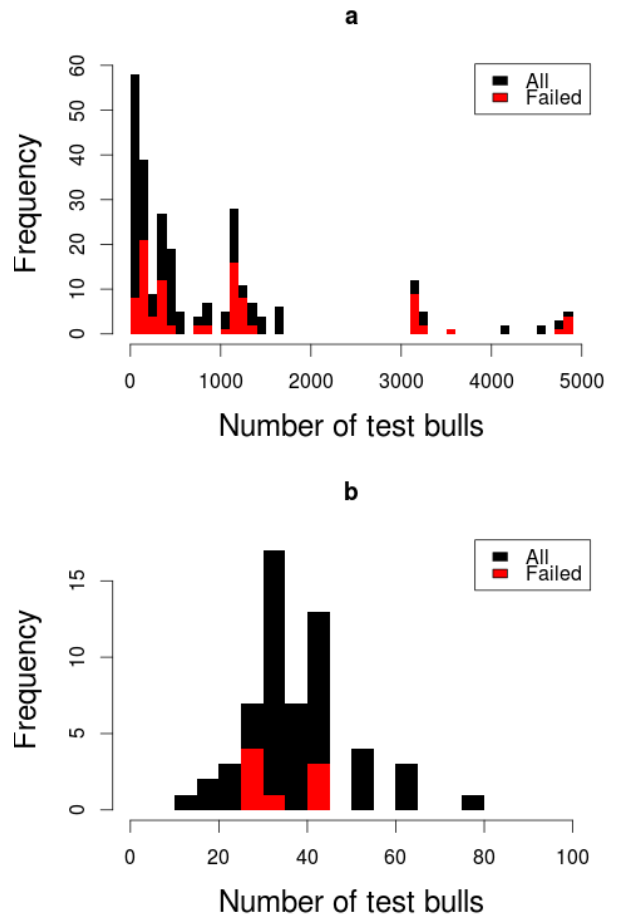 a
Frequency
0 10 20 30 40 50 60
All
Failed
0 1000 2000 3000 4000 5000
Number of test bulls
b
Frequency
0 5 10 15
All
Failed
0 20 40 60 80 100
Number of test bulls